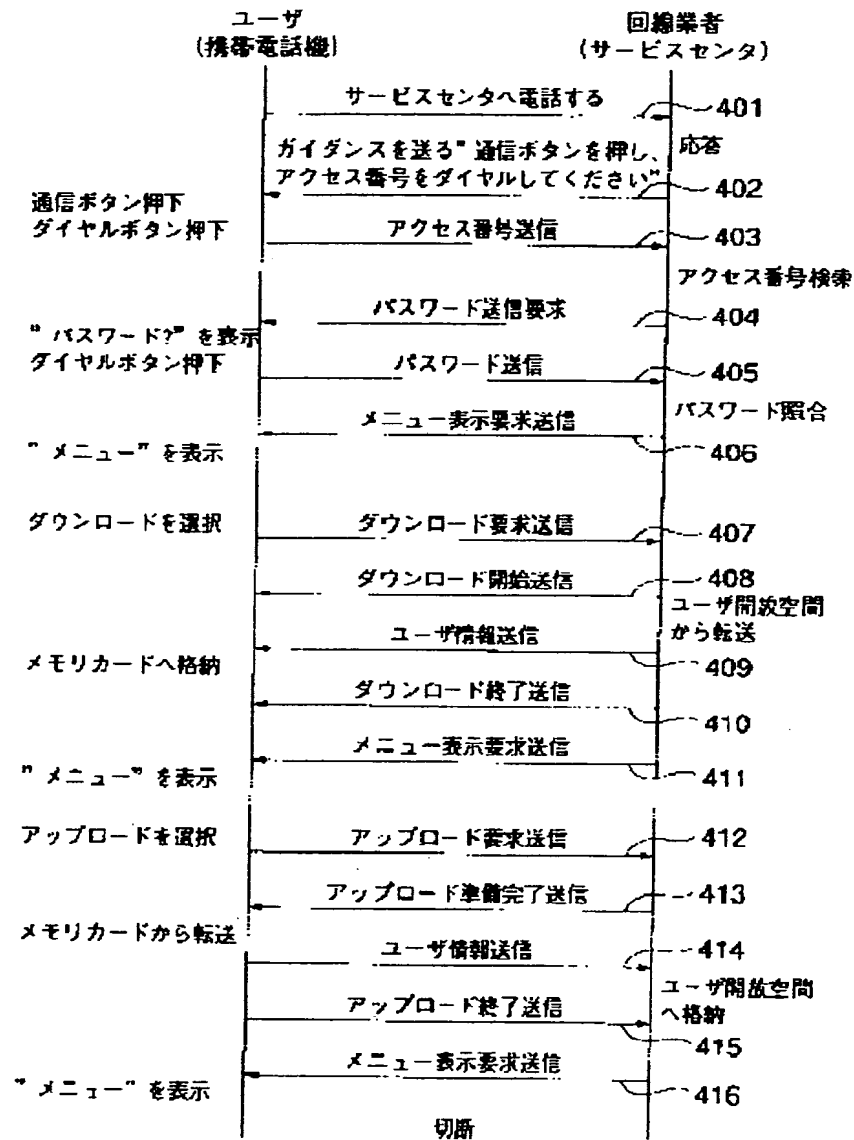 ユーザ
(携帯電話機)
回線業者
(サービスセンタ)
サービスセンタへ電話する
401
ガイダンスを送る"通信ボタンを押し、
応答
アクセス番号をダイヤルしてください"
402
通信ボタン押下
ダイヤルボタン押下
アクセス番号送信
403
アクセス番号検索
パスワード送信要求
404
"パスワード?"を表示
ダイヤルボタン押下
パスワード送信
405
パスワード照合
メニュー表示要求送信
406
"メニュー"を表示
ダウンロードを選択
ダウンロード要求送信
407
ダウンロード開始送信
408
ユーザ開放空間
から転送
ユーザ情報送信
409
メモリカードへ格納
ダウンロード終了送信
410
メニュー表示要求送信
411
"メニュー"を表示
アップロードを選択
アップロード要求送信
412
アップロード準備完了送信
413
メモリカードから転送
ユーザ情報送信
414
ユーザ開放空間
へ格納
アップロード終了送信
415
メニュー表示要求送信
416
"メニュー"を表示
切断